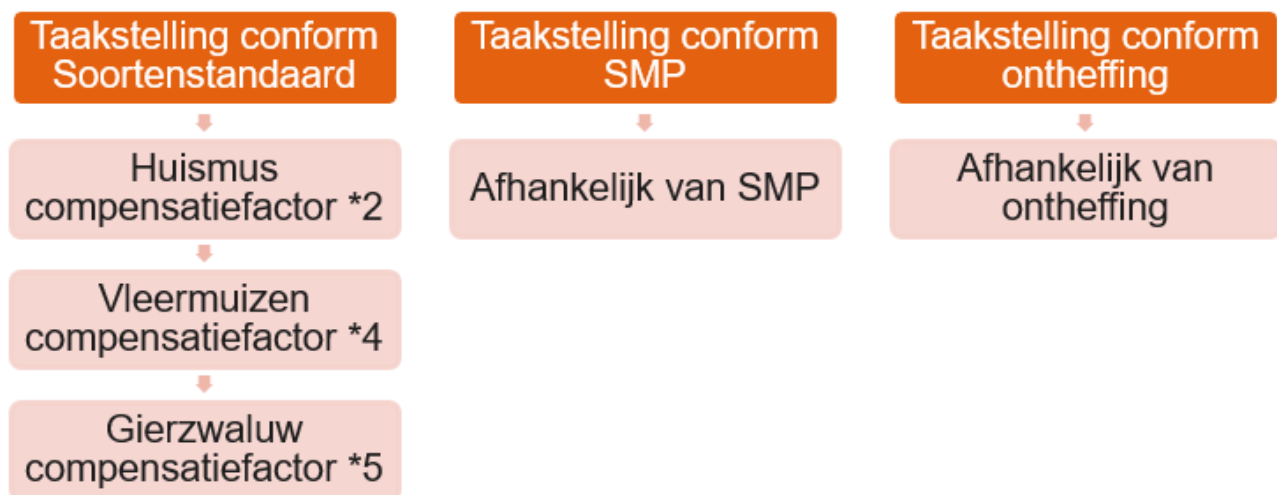 Taakstelling conform
Soortenstandaard
Huismus
compensatiefactor *2
Vleermuizen
compensatiefactor *4
Gierzwaluw
compensatiefactor *5
Taakstelling conform
SMP
Afhankelijk van SMP
Taakstelling conform
ontheffing
Afhankelijk van
ontheffing